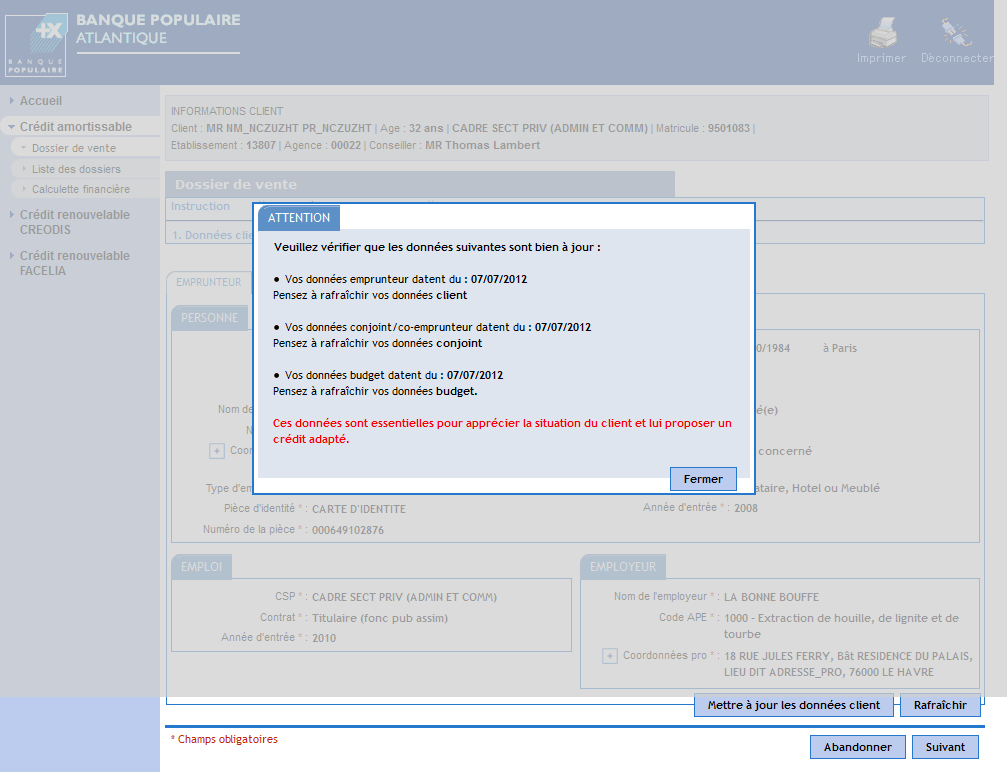 BANQUE POPULAIRE
ATLANTIQUE
BANQUE
POPULAIRE
Imprimer Déconnecter
Accueil
Crédit amortissable
Dossier de vente
Liste des dossiers
Calculette financière
Crédit renouvelable
CREODIS
Crédit renouvelable
FACELIA
INFORMATIONS CLIENT
Client : MR NM_NCZUZHT PR_NCZUZHT | Age : 32 ans | CADRE SECT PRIV (ADMIN ET COMM) | Matricule : 9501083 |
Etablissement : 13807 | Agence : 00022 | Conseiller : MR Thomas Lambert
Dossier de vente
Instruction
1. Données clie
ATTENTION
Veuillez vérifier que les données suivantes sont bien à jour :
• Vos données emprunteur datent du : 07/07/2012
Pensez à rafraîchir vos données client
• Vos données conjoint/co-emprunteur datent du : 07/07/2012
Pensez à rafraîchir vos données conjoint
• Vos données budget datent du : 07/07/2012
Pensez à rafraîchir vos données budget.
Ces données sont essentielles pour apprécier la situation du client et lui proposer un
crédit adapté.
Fermer
EMPRUNTEUR
PERSONNE
0/1984 à Paris
Nom de é(e)
N
+ Coor concerné
Type d'em ataire, Hotel ou Meublé
Pièce d'identité * : CARTE D'IDENTITE Année d'entrée * : 2008
Numéro de la pièce * : 000649102876
EMPLOI
CSP * : CADRE SECT PRIV (ADMIN ET COMM)
Contrat * : Titulaire (fonc pub assim)
Année d'entrée * : 2010
EMPLOYEUR
Nom de l'employeur * : LA BONNE BOUFFE
Code APE * : 1000 - Extraction de houille, de lignite et de
tourbe
+ Coordonnées pro * : 18 RUE JULES FERRY, Bât RESIDENCE DU PALAIS,
LIEU DIT ADRESSE_PRO, 76000 LE HAVRE
Mettre à jour les données client Rafraîchir
* Champs obligatoires
Abandonner Suivant